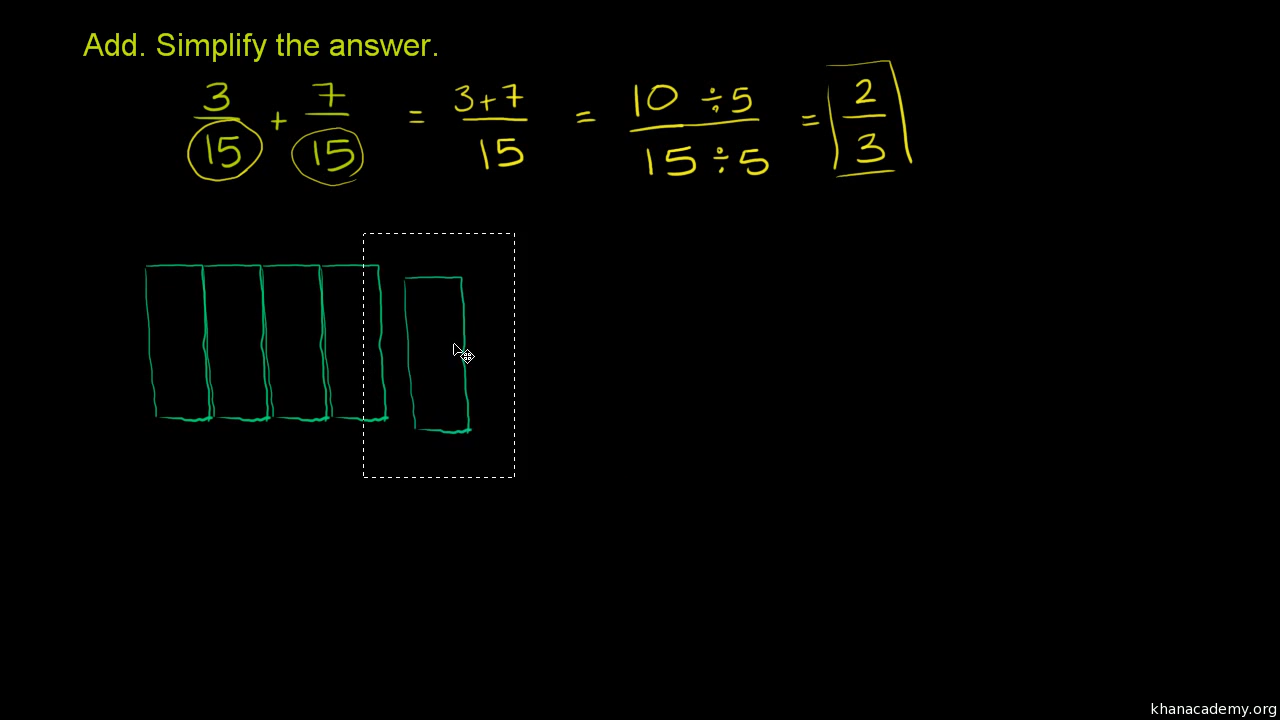 Add. Simplify the answer.
3/15 + 7/15 = 3+7/15 = 10 ÷5/15 ÷5 = 2/3
khanacademy.org